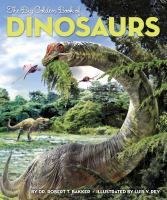 The Big Golden Book of
DINOSAURS
BY DR. ROBERT T. BAKKER • ILLUSTRATED BY LUIS V. REY